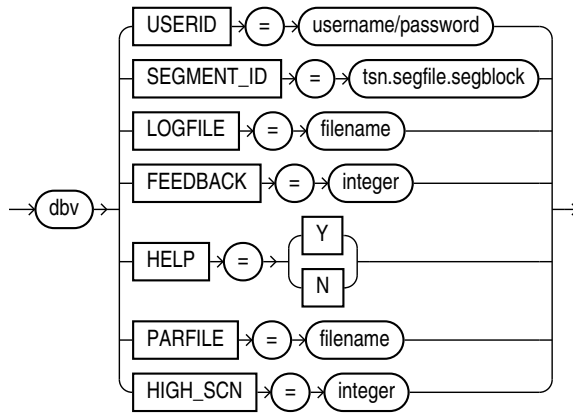 USERID = username/password
SEGMENT_ID = tsn.segfile.segblock
LOGFILE = filename
FEEDBACK = integer
dbv
Y
HELP =
N
PARFILE = filename
HIGH_SCN = integer